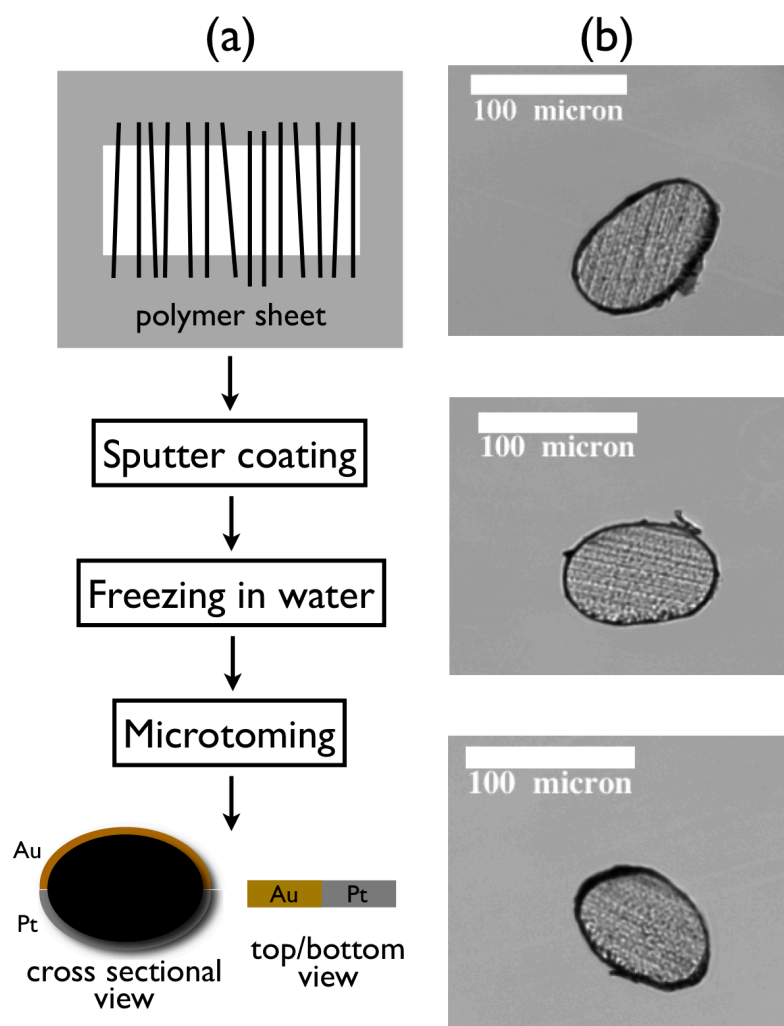 (a)
polymer sheet
Sputter coating
Freezing in water
Microtoming
Au
Pt
cross sectional
view
Au Pt
top/bottom
view
(b)
100 micron
100 micron
100 micron